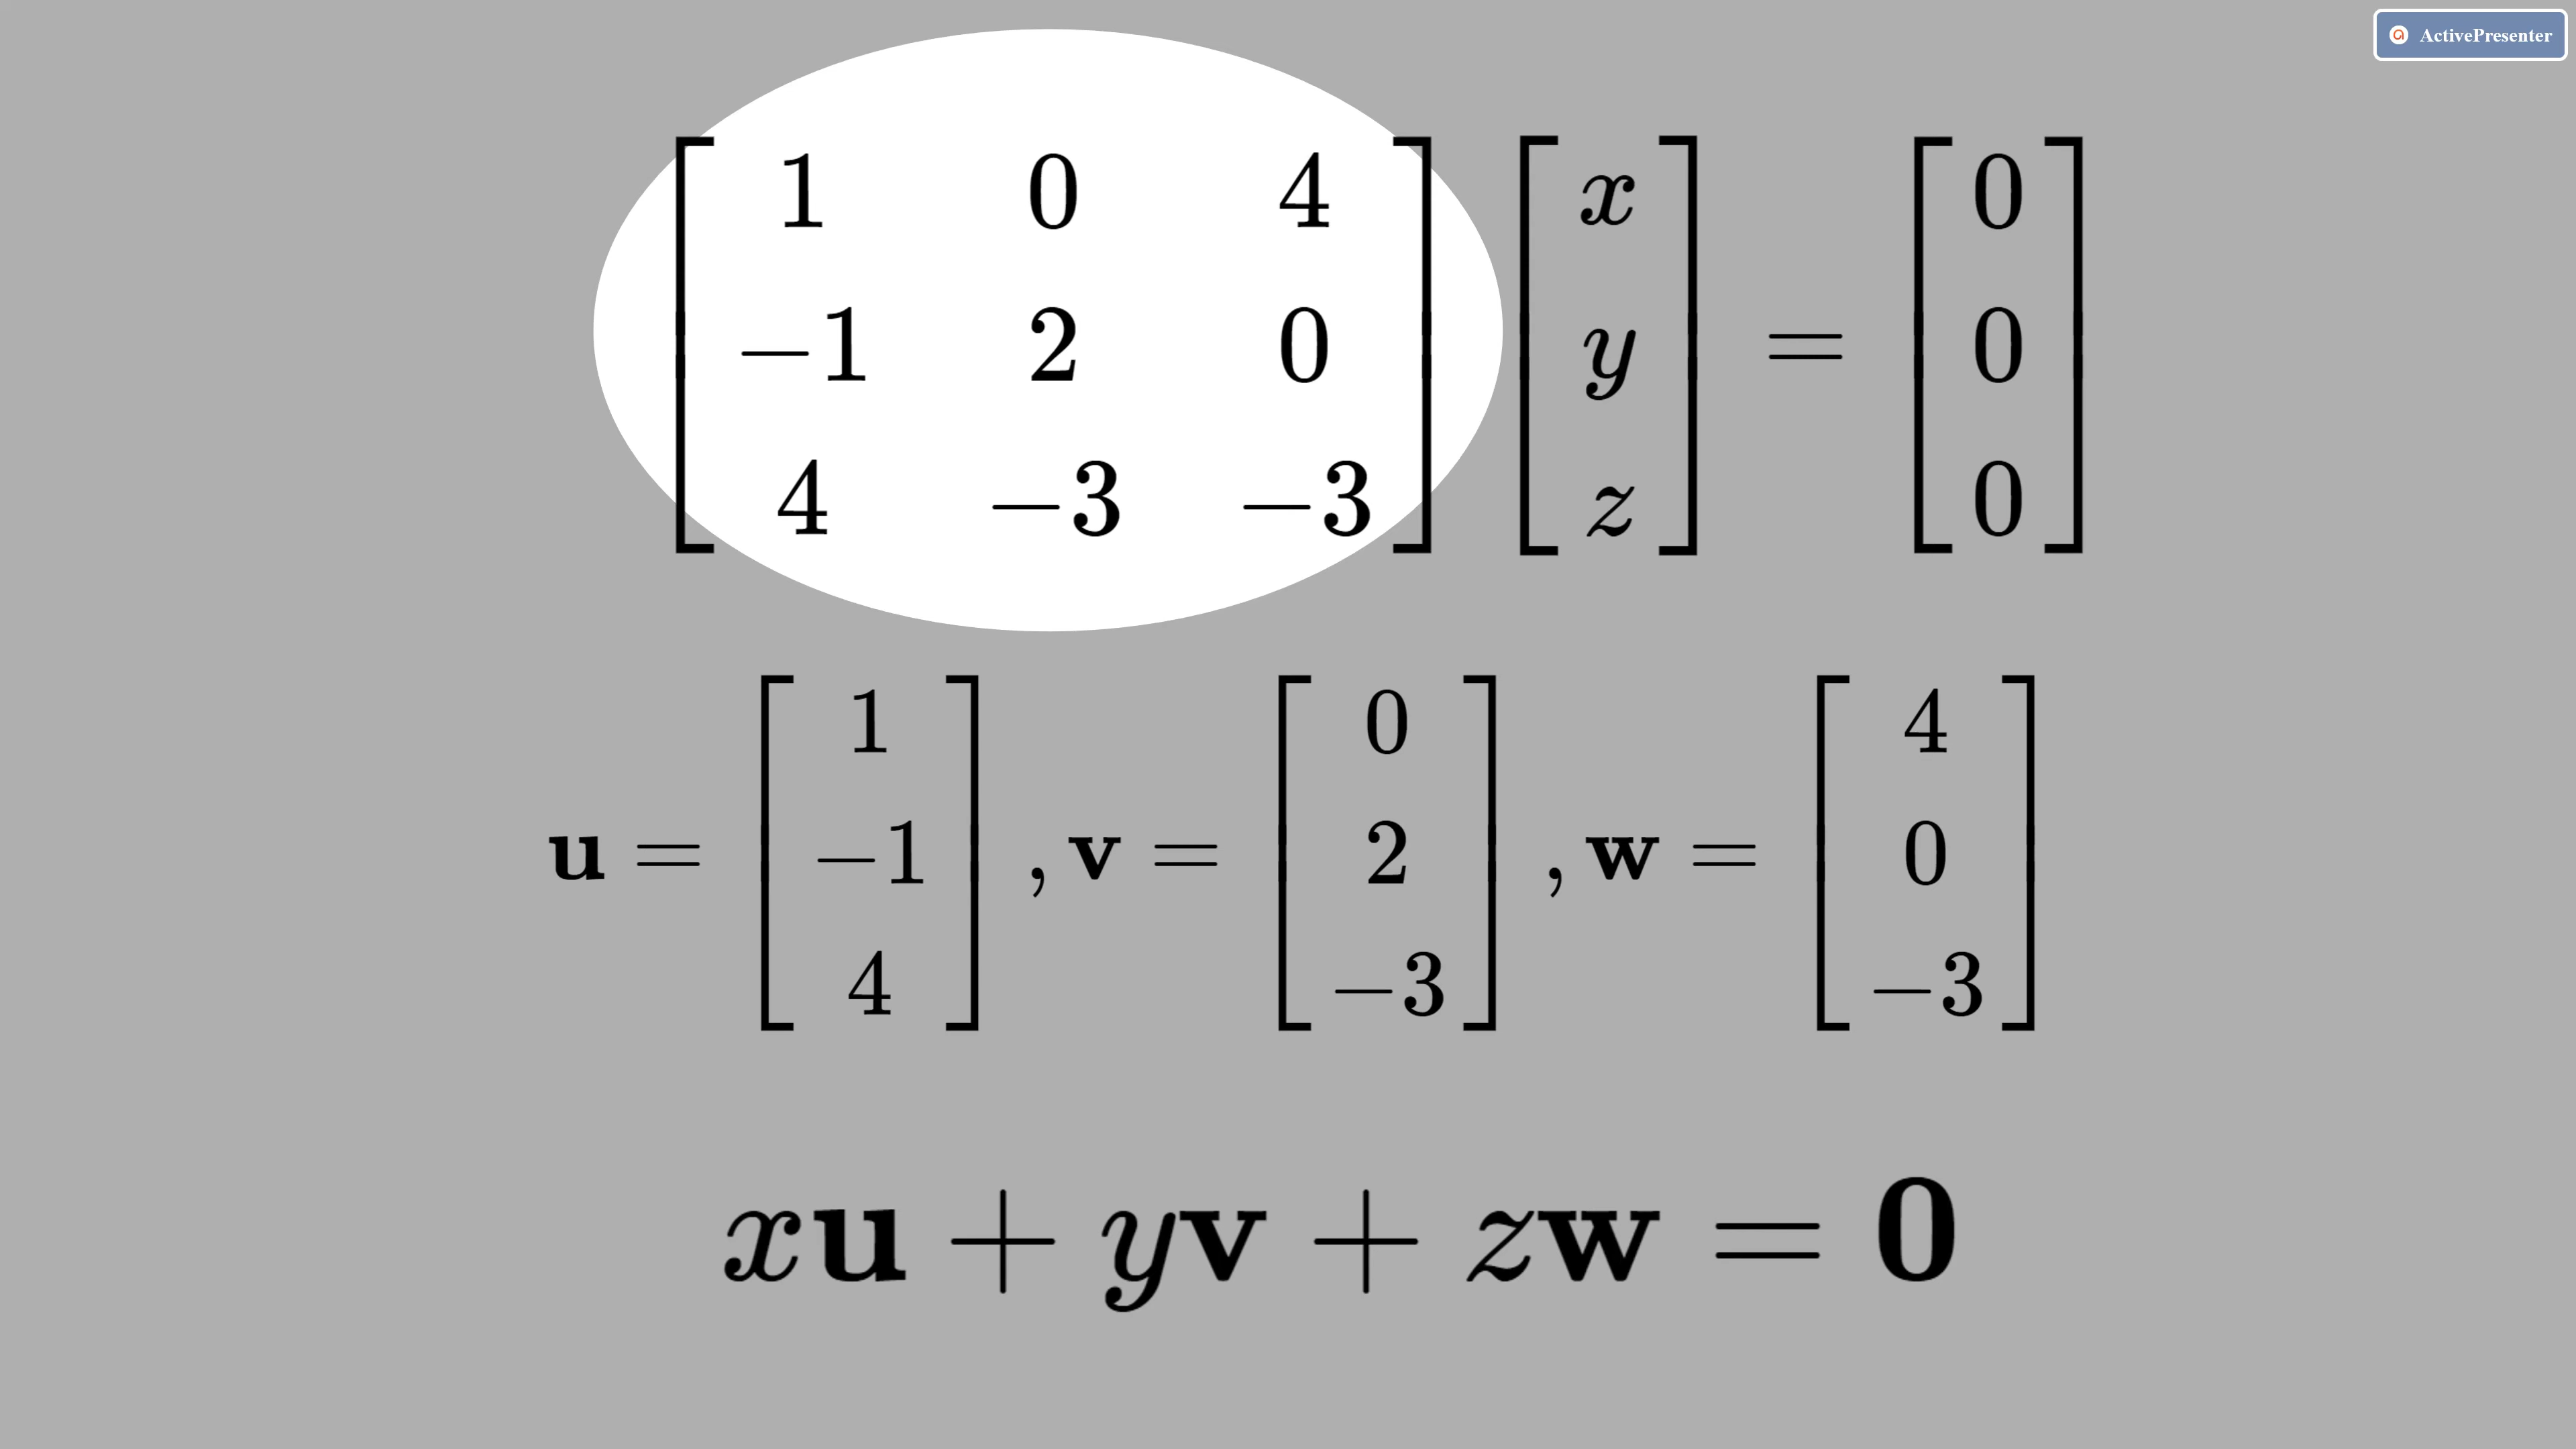 ActivePresenter
[ 1 0 4 ] [ x ] [ 0 ]
[ −1 2 0 ] [ y ] = [ 0 ]
[ 4 −3 −3 ] [ z ] [ 0 ]
[ 1 ] [ 0 ] [ 4 ]
u = [ −1 ] , v = [ 2 ] , w = [ 0 ]
[ 4 ] [ −3 ] [ −3 ]
xu + yv + zw = 0